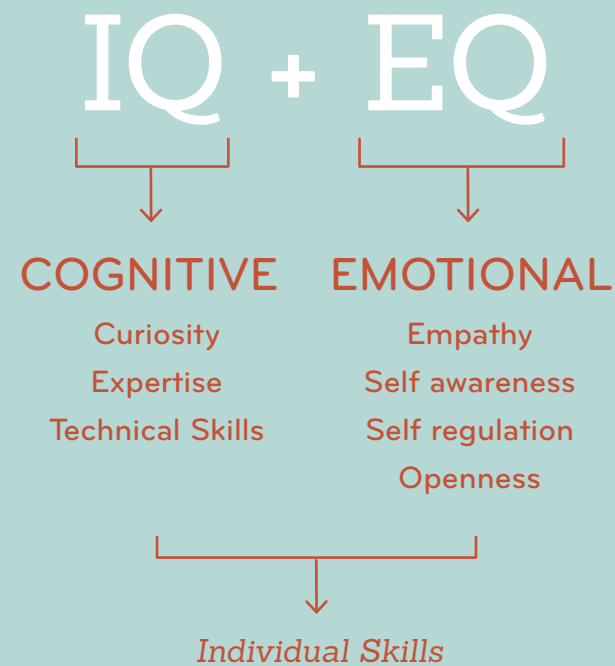 IQ + EQ
COGNITIVE
Curiosity
Expertise
Technical Skills
EMOTIONAL
Empathy
Self awareness
Self regulation
Openness
Individual Skills